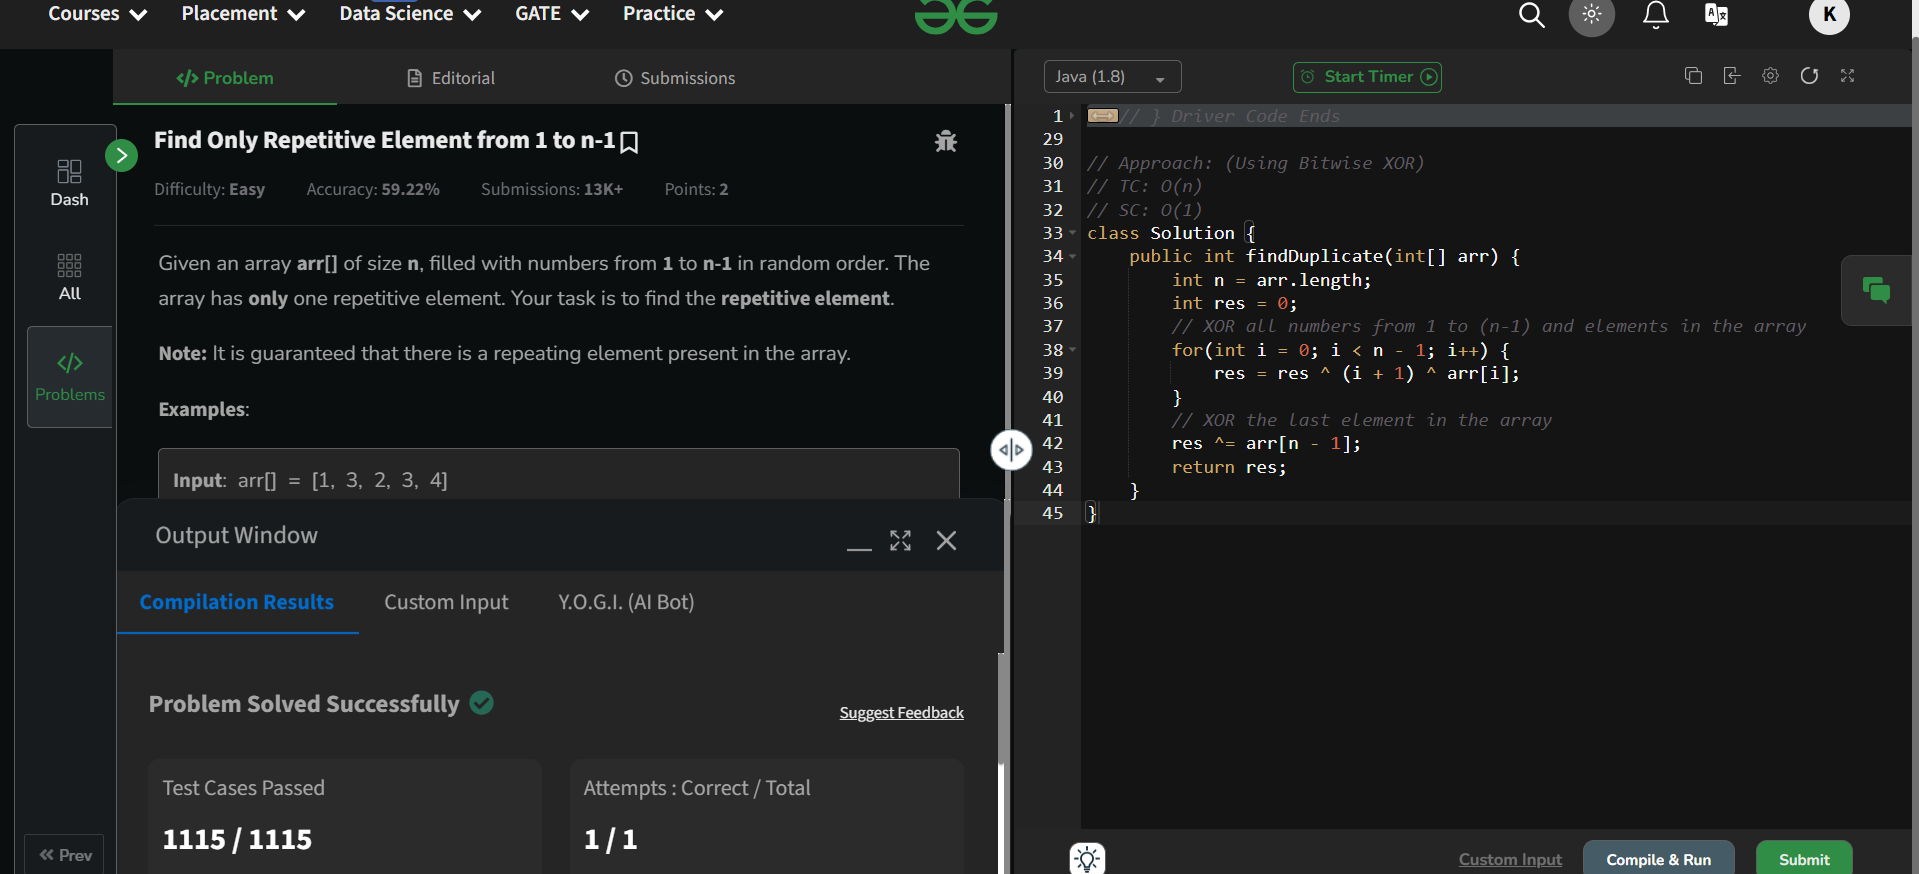 Courses Placement Data Science GATE Practice
K
Problem Editorial Submissions
Dash
All
Problems
Prev
Find Only Repetitive Element from 1 to n-1
Difficulty: Easy Accuracy: 59.22% Submissions: 13K+ Points: 2
Given an array arr[] of size n, filled with numbers from 1 to n-1 in random order. The
array has only one repetitive element. Your task is to find the repetitive element.
Note: It is guaranteed that there is a repeating element present in the array.
Examples:
Input: arr[] = [1, 3, 2, 3, 4]
Output Window
Compilation Results Custom Input Y.O.G.I. (AI Bot)
Problem Solved Successfully
Suggest Feedback
Test Cases Passed
1115 / 1115
Attempts : Correct / Total
1 / 1
Java (1.8) Start Timer
1 // } Driver Code Ends
29
30 // Approach: (Using Bitwise XOR)
31 // TC: O(n)
32 // SC: O(1)
33 class Solution {
34 public int findDuplicate(int[] arr) {
35 int n = arr.length;
36 int res = 0;
37 // XOR all numbers from 1 to (n-1) and elements in the array
38 for(int i = 0; i < n - 1; i++) {
39 res = res ^ (i + 1) ^ arr[i];
40 }
41 // XOR the last element in the array
42 res ^= arr[n - 1];
43 return res;
44 }
45 }
Custom Input Compile & Run Submit